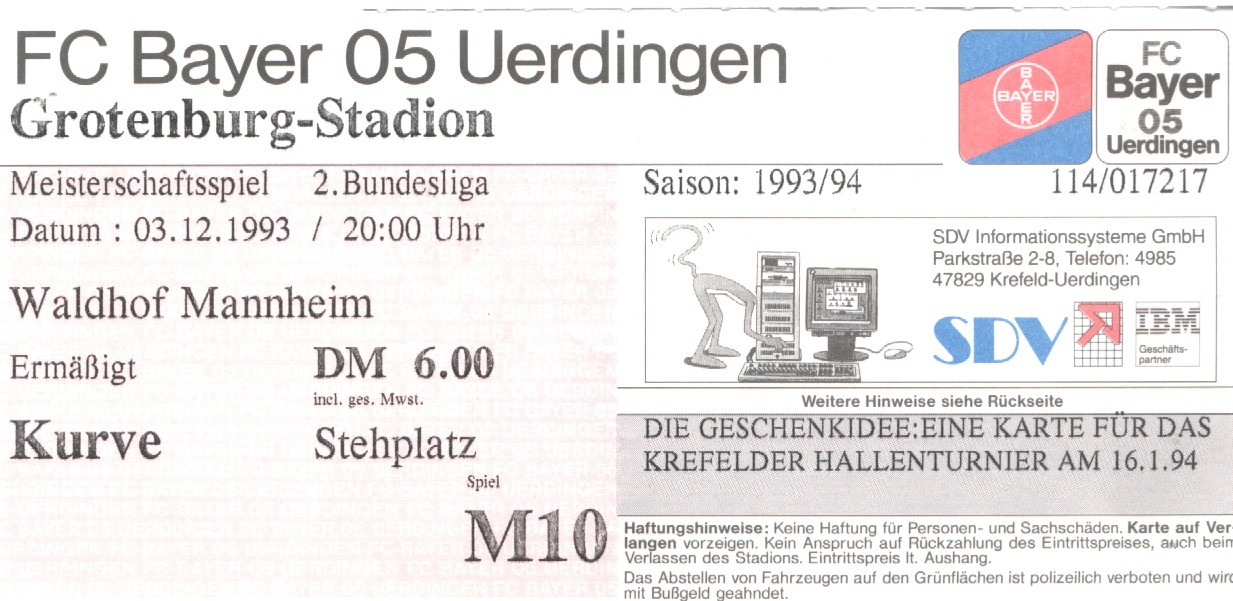 FC Bayer 05 Uerdingen
Grotenburg-Stadion
BAYER
BAYER
FC
Bayer
05
Uerdingen
Meisterschaftsspiel 2.Bundesliga
Datum : 03.12.1993 / 20:00 Uhr
Waldhof Mannheim
Ermäßigt DM 6.00
incl. ges. Mwst.
Kurve Stehplatz
Spiel
M10
Saison: 1993/94 114/017217
SDV Informationssysteme GmbH
Parkstraße 2-8, Telefon: 4985
47829 Krefeld-Uerdingen
SDV
IBM
Geschäfts-
partner
Weitere Hinweise siehe Rückseite
DIE GESCHENKIDEE:EINE KARTE FÜR DAS
KREFELDER HALLENTURNIER AM 16.1.94
Haftungshinweise: Keine Haftung für Personen- und Sachschäden. Karte auf Ver-
langen vorzeigen. Kein Anspruch auf Rückzahlung des Eintrittspreises, auch beim
Verlassen des Stadions. Eintrittspreis lt. Aushang.
Das Abstellen von Fahrzeugen auf den Grünflächen ist polizeilich verboten und wird
mit Bußgeld geahndet.